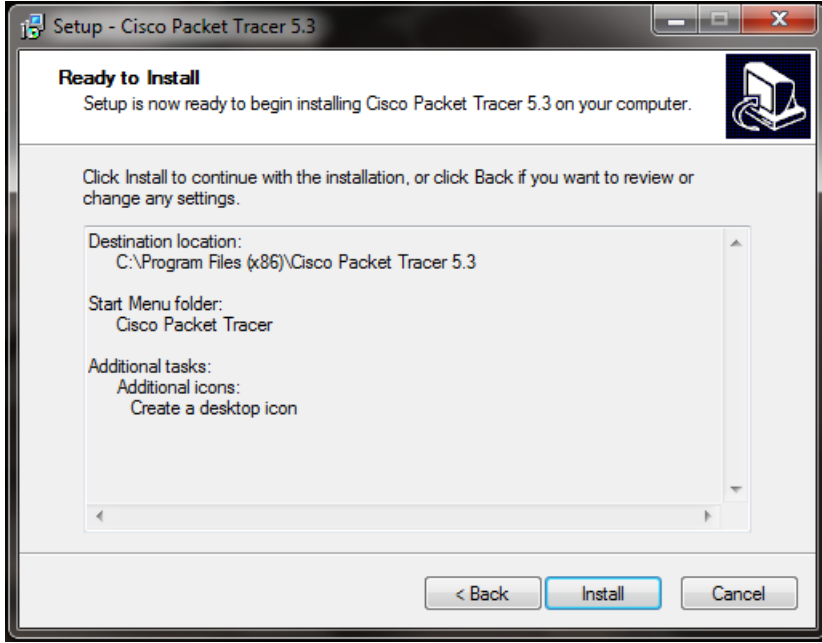 Setup - Cisco Packet Tracer 5.3
Ready to Install
Setup is now ready to begin installing Cisco Packet Tracer 5.3 on your computer.
Click Install to continue with the installation, or click Back if you want to review or
change any settings.
Destination location:
C:\Program Files (x86)\Cisco Packet Tracer 5.3
Start Menu folder:
Cisco Packet Tracer
Additional tasks:
Additional icons:
Create a desktop icon
< Back
Install
Cancel